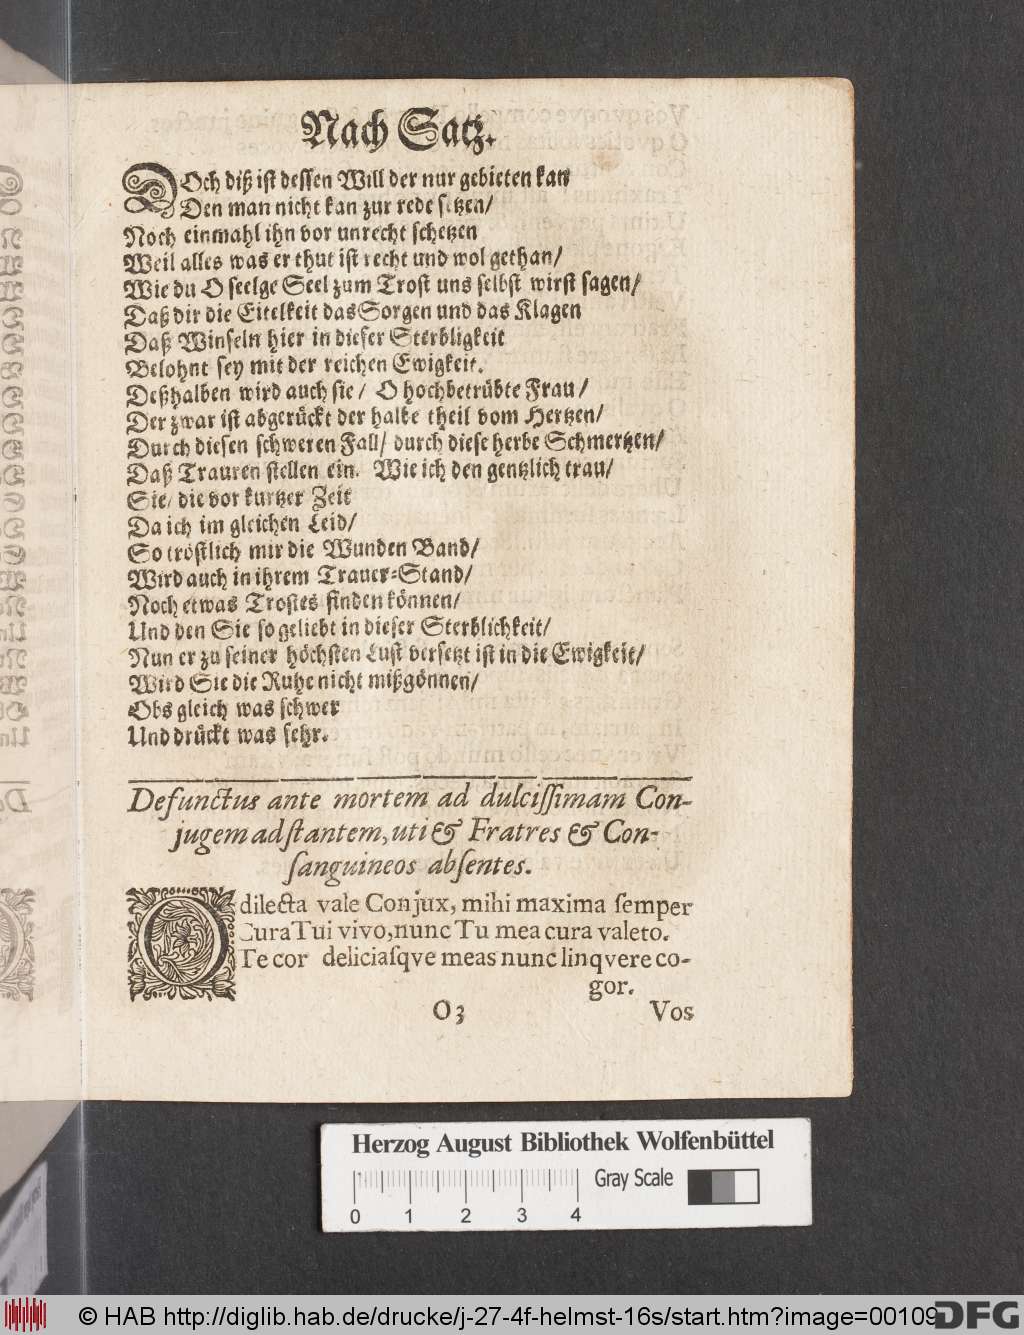 Nach Satz.
DOch diß ist dessen Will der nur gebieten kan
Den man nicht kan zur rede setzen/
Noch einmahl ihn vor unrecht schetzen
Weil alles was er thut ist recht und wol gethan/
Wie du O seelge Seel zum Trost uns selbst wirst sagen/
Daß dir die Eitelkeit das Sorgen und das Klagen
Daß Winseln hier in dieser Sterbligkeit
Belohnt sey mit der reichen Ewigkeit.
Deßhalben wird auch sie/ O hochbetrübte Frau/
Der zwar ist abgerückt der halbe theil vom Hertzen/
Durch diesen schweren Fall/ durch diese herbe Schmertzen/
Daß Trauren stellen ein. Wie ich den gentzlich trau/
Sie/ die vor kurtzer Zeit
Da ich im gleichen Leid/
So tröstlich mir die Wunden Band/
Wird auch in ihrem Trauer-Stand/
Noch etwas Trostes finden können/
Und den Sie so geliebt in dieser Sterblichkeit/
Nun er zu seiner höchsten Lust versetzt ist in die Ewigkeit/
Wird Sie die Ruhe nicht mißgönnen/
Obs gleich was schwer
Und drückt was sehr.
Defunctus ante mortem ad dulcissimam Con-
jugem adstantem, uti & Fratres & Con-
sanguineos absentes.
O dilecta vale Conjux, mihi maxima semper
Cura Tui vivo, nunc Tu mea cura valeto.
Te cor deliciasqve meas nunc linqvere co-
gor.
O3 Vos
Herzog August Bibliothek Wolfenbüttel
Gray Scale
0 1 2 3 4
© HAB http://diglib.hab.de/drucke/j-27-4f-helmst-16s/start.htm?image=00109
DFG